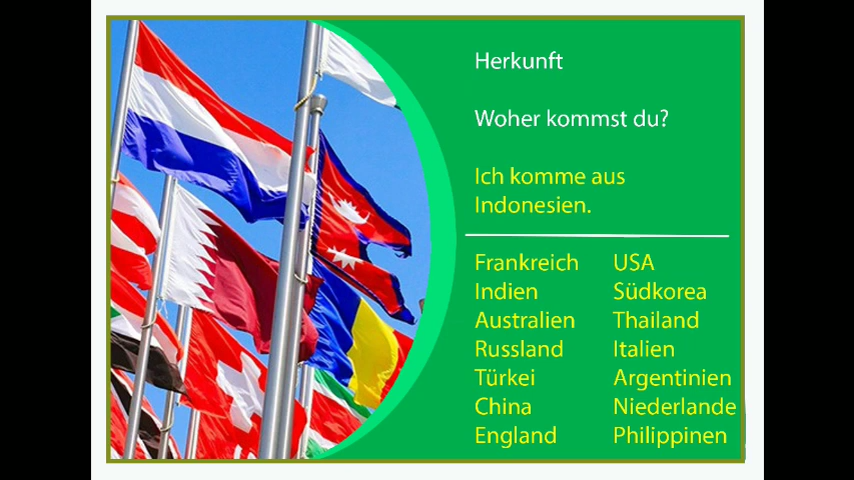 Herkunft
Woher kommst du?
Ich komme aus
Indonesien.
Frankreich
Indien
Australien
Russland
Türkei
China
England
USA
Südkorea
Thailand
Italien
Argentinien
Niederlande
Philippinen